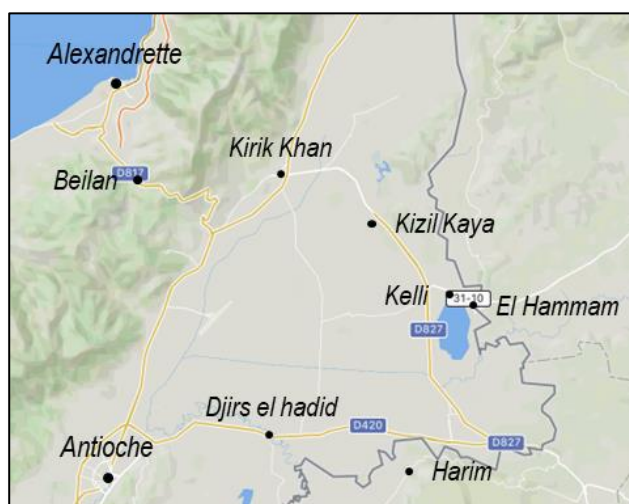 Alexandrette
Kirik Khan
Beilan
D817
Kizil Kaya
Kelli
31-10
El Hammam
D827
Djirs el hadid
D420
Antioche
D827
Harim